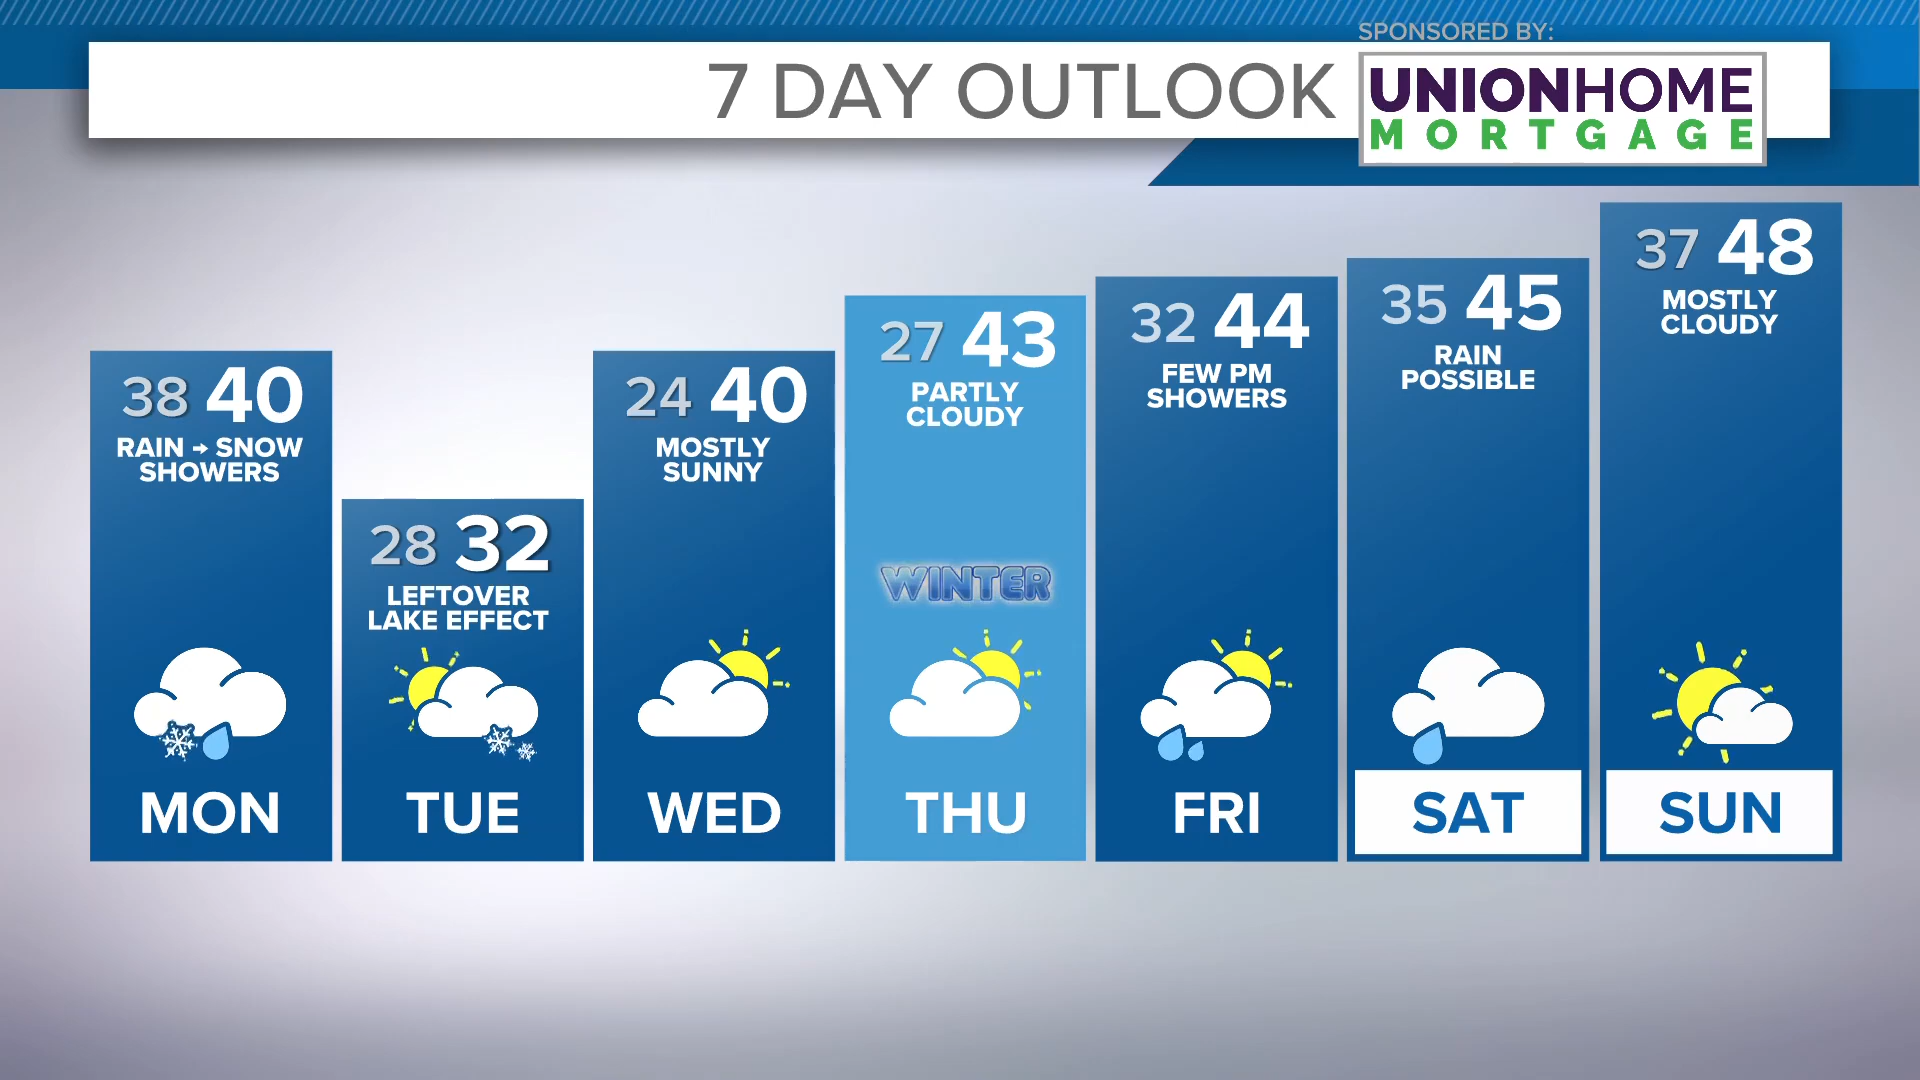 SPONSORED BY:
7 DAY OUTLOOK
UNIONHOME
MORTGAGE
38 40
RAIN → SNOW
SHOWERS
MON
28 32
LEFTOVER
LAKE EFFECT
TUE
24 40
MOSTLY
SUNNY
WED
27 43
PARTLY
CLOUDY
WINTER
THU
32 44
FEW PM
SHOWERS
FRI
35 45
RAIN
POSSIBLE
SAT
37 48
MOSTLY
CLOUDY
SUN